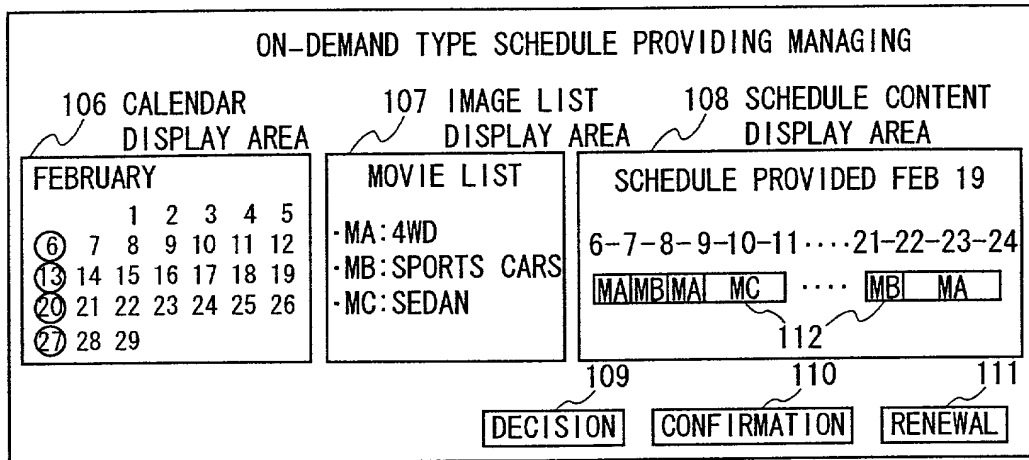 ON-DEMAND TYPE SCHEDULE PROVIDING MANAGING
106 CALENDAR DISPLAY AREA
107 IMAGE LIST DISPLAY AREA
108 SCHEDULE CONTENT DISPLAY AREA
FEBRUARY
1 2 3 4 5
6 7 8 9 10 11 12
13 14 15 16 17 18 19
20 21 22 23 24 25 26
27 28 29
MOVIE LIST
·MA:4WD
·MB:SPORTS CARS
·MC:SEDAN
SCHEDULE PROVIDED FEB 19
6-7-8-9-10-11····21-22-23-24
MA MB MA MC ···· MB MA
112
109 110 111
DECISION CONFIRMATION RENEWAL